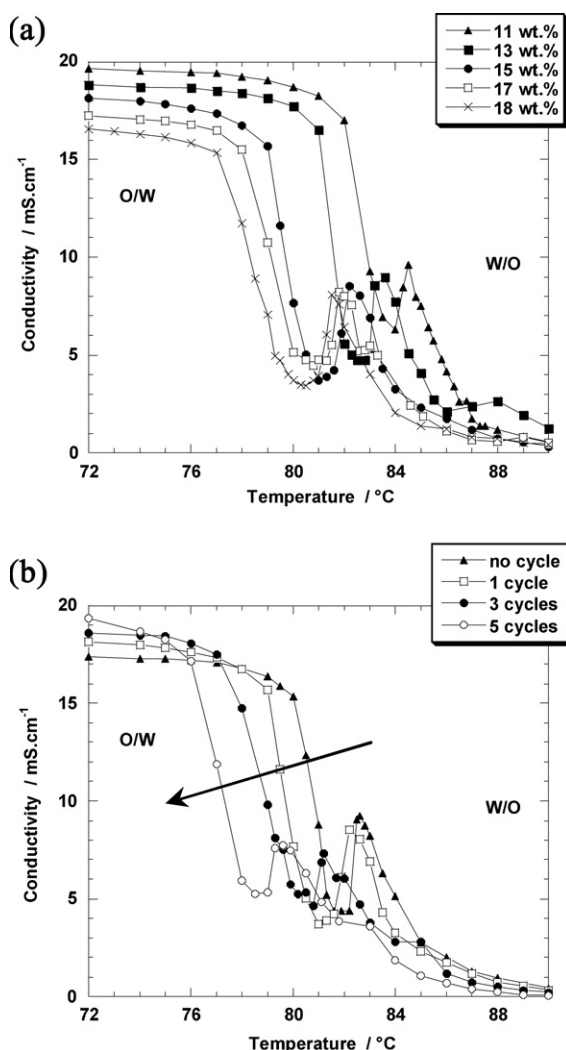 (a)
11 wt.%
13 wt.%
15 wt.%
17 wt.%
18 wt.%
20
15
10
5
0
O/W
W/O
Conductivity / mS.cm-1
72 76 80 84 88
Temperature / °C
(b)
no cycle
1 cycle
3 cycles
5 cycles
20
15
10
5
0
O/W
W/O
Conductivity / mS.cm-1
72 76 80 84 88
Temperature / °C